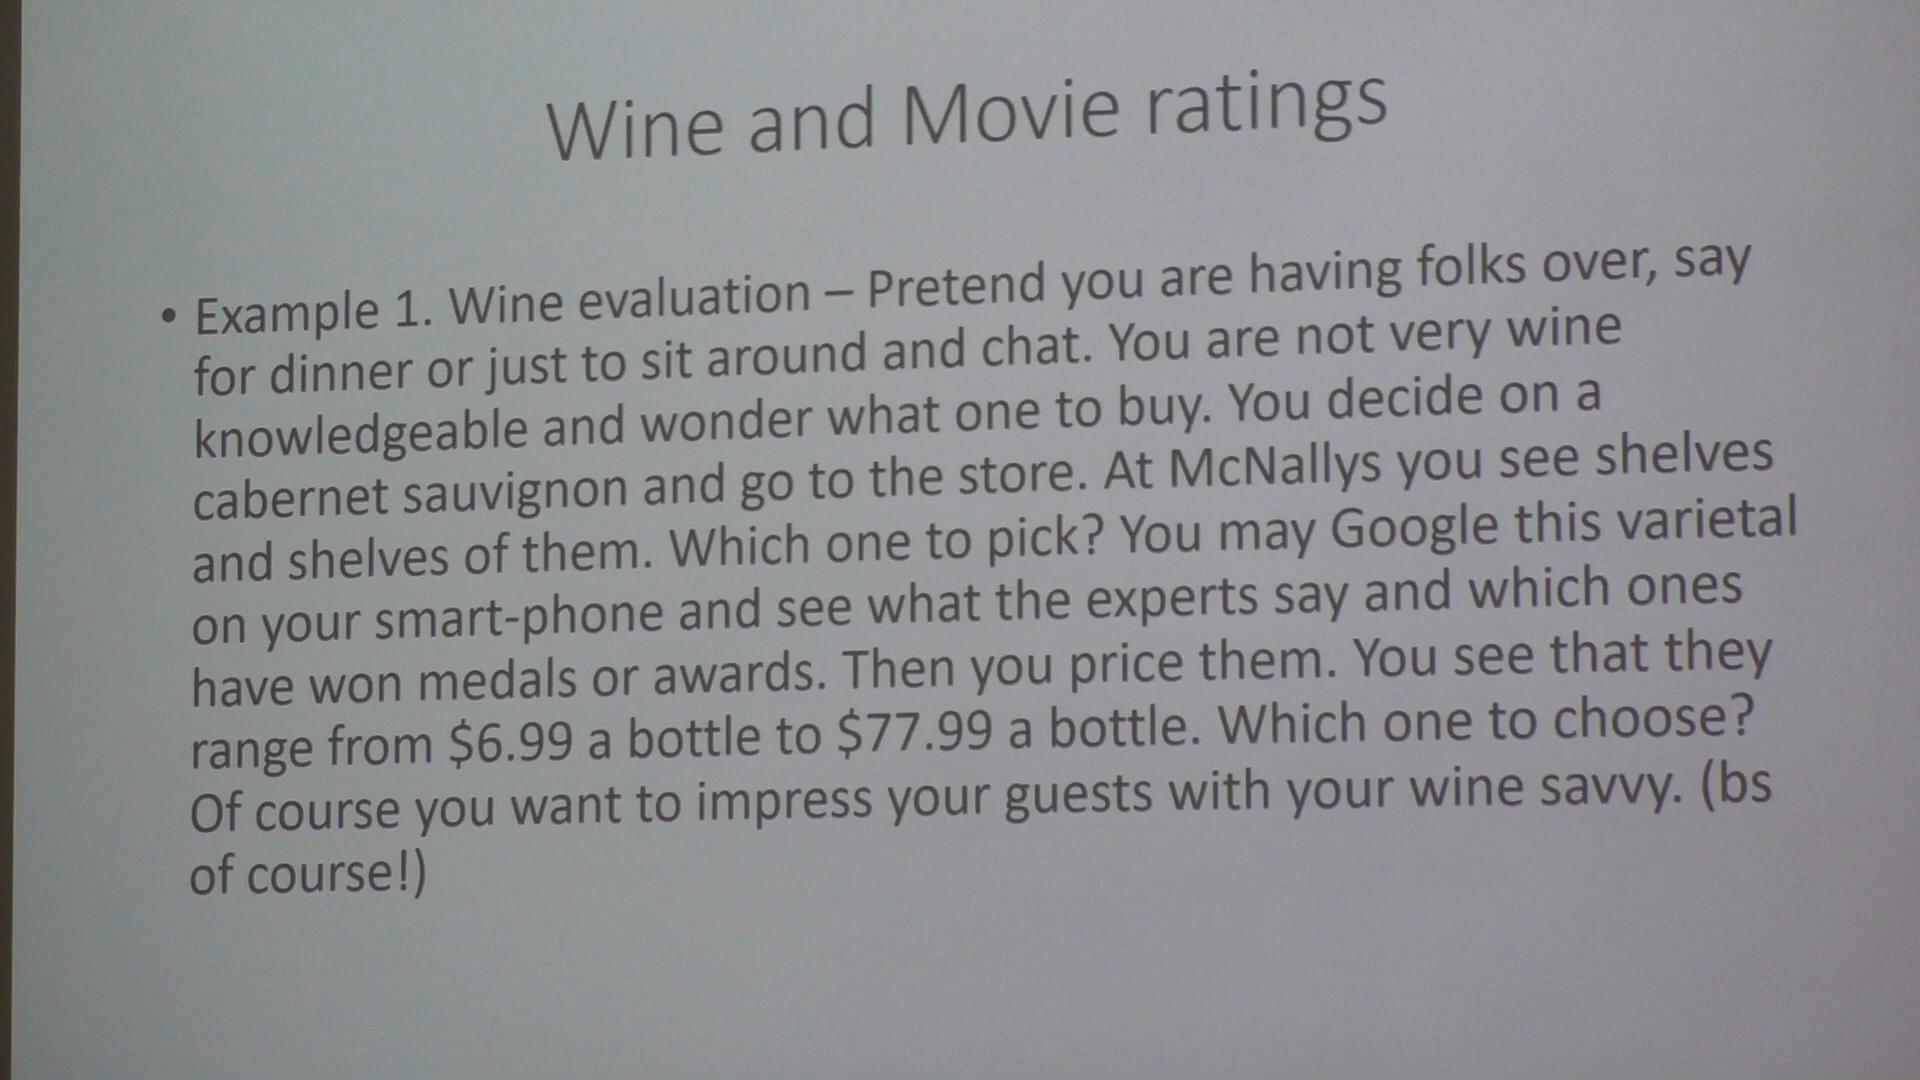 Wine and Movie ratings
• Example 1. Wine evaluation – Pretend you are having folks over, say
for dinner or just to sit around and chat. You are not very wine
knowledgeable and wonder what one to buy. You decide on a
cabernet sauvignon and go to the store. At McNallys you see shelves
and shelves of them. Which one to pick? You may Google this varietal
on your smart-phone and see what the experts say and which ones
have won medals or awards. Then you price them. You see that they
range from $6.99 a bottle to $77.99 a bottle. Which one to choose?
Of course you want to impress your guests with your wine savvy. (bs
of course!)